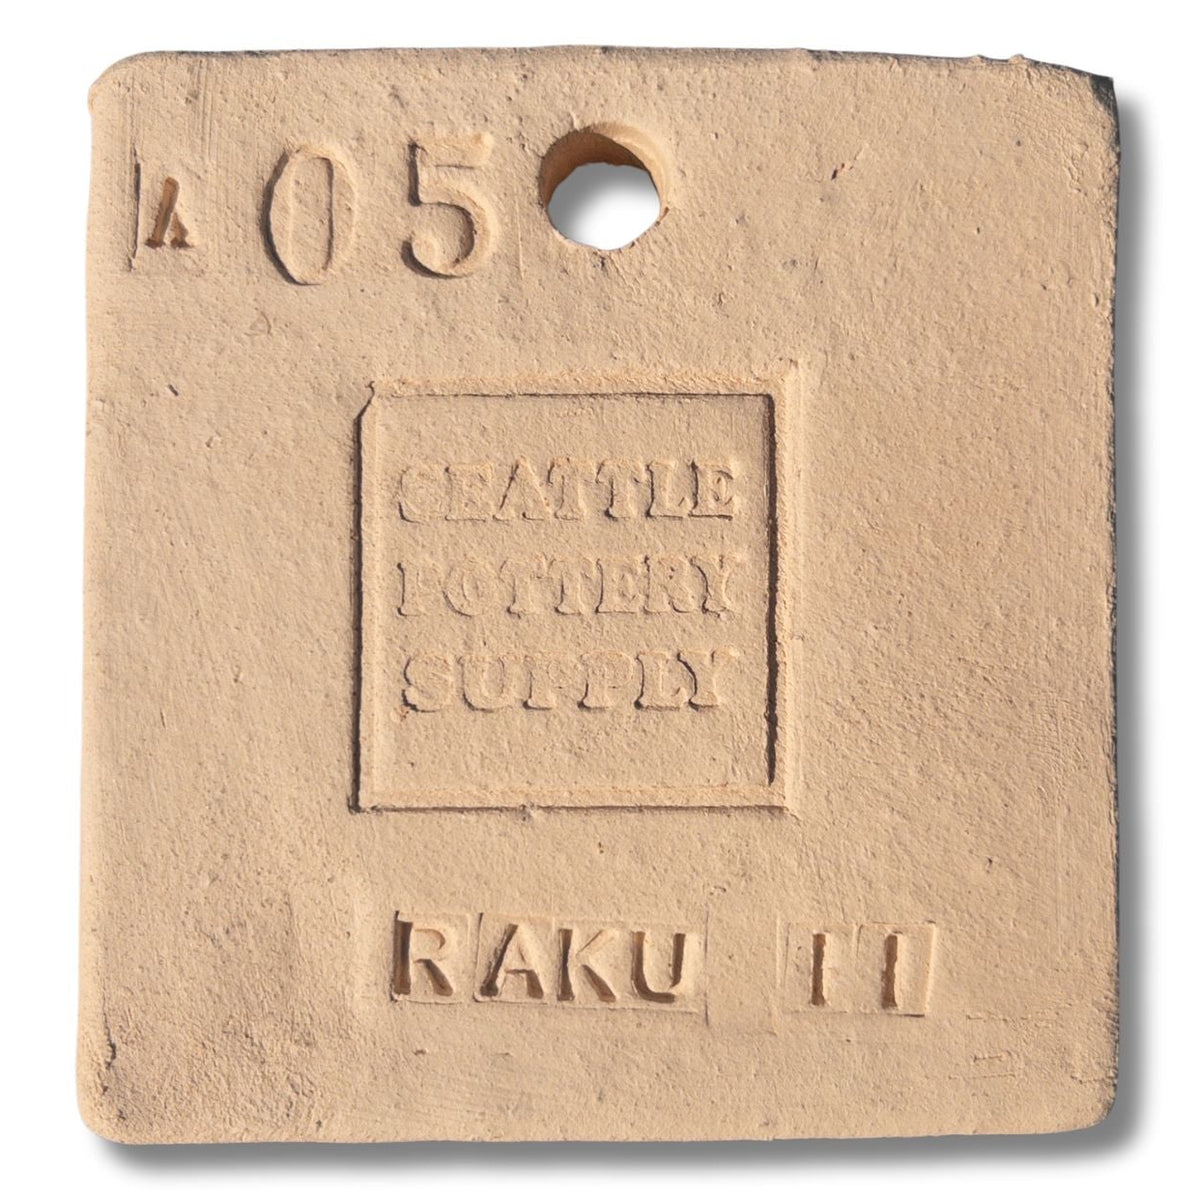 A 05
SEATTLE
POTTERY
SUPPLY
RAKU II